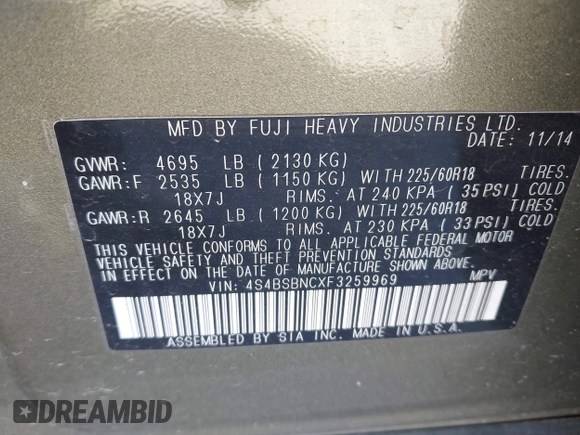 MFD BY FUJI HEAVY INDUSTRIES LTD.
DATE: 11/14
GVWR: 4695 LB (2130 KG)
GAWR:F 2535 LB (1150 KG) WITH 225/60R18 TIRES.
18X7J RIMS. AT 240 KPA (35PSI) COLD
GAWR:R 2645 LB (1200 KG) WITH 225/60R18 TIRES.
18X7J RIMS. AT 230 KPA (33PSI) COLD
THIS VEHICLE CONFORMS TO ALL APPLICABLE FEDERAL MOTOR
VEHICLE SAFETY AND THEFT PREVENTION STANDARDS
IN EFFECT ON THE DATE OF MANUFACTURE SHOWN ABOVE.
VIN: 4S4BSBNCXF3259969 MPV
ASSEMBLED BY SIA INC. MADE IN U.S.A.
DREAMBID